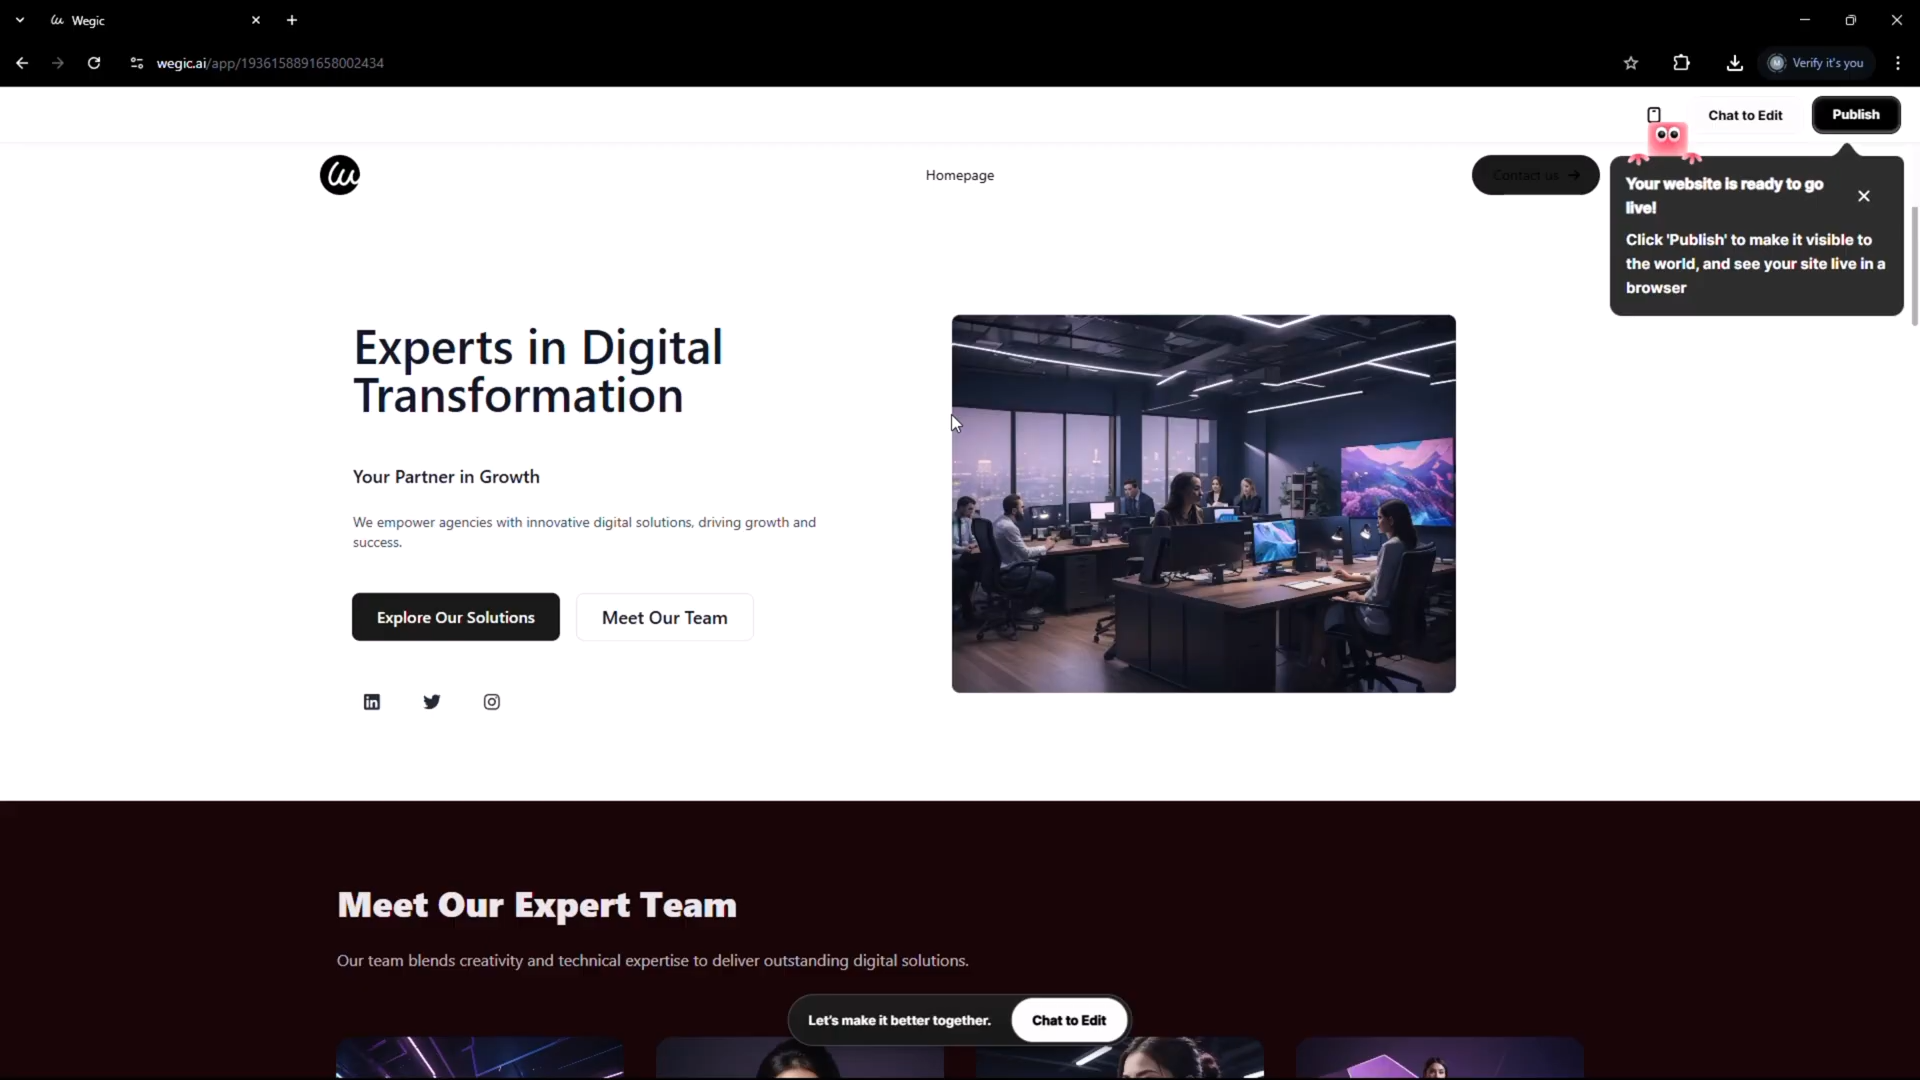 Wegic
wegic.ai/app/1936158891658002434
Verify it's you
Chat to Edit
Publish
Homepage
Contact us →
Your website is ready to go
live!
Click 'Publish' to make it visible to
the world, and see your site live in a
browser
Experts in Digital
Transformation
Your Partner in Growth
We empower agencies with innovative digital solutions, driving growth and
success.
Explore Our Solutions
Meet Our Team
Meet Our Expert Team
Our team blends creativity and technical expertise to deliver outstanding digital solutions.
Let's make it better together.
Chat to Edit